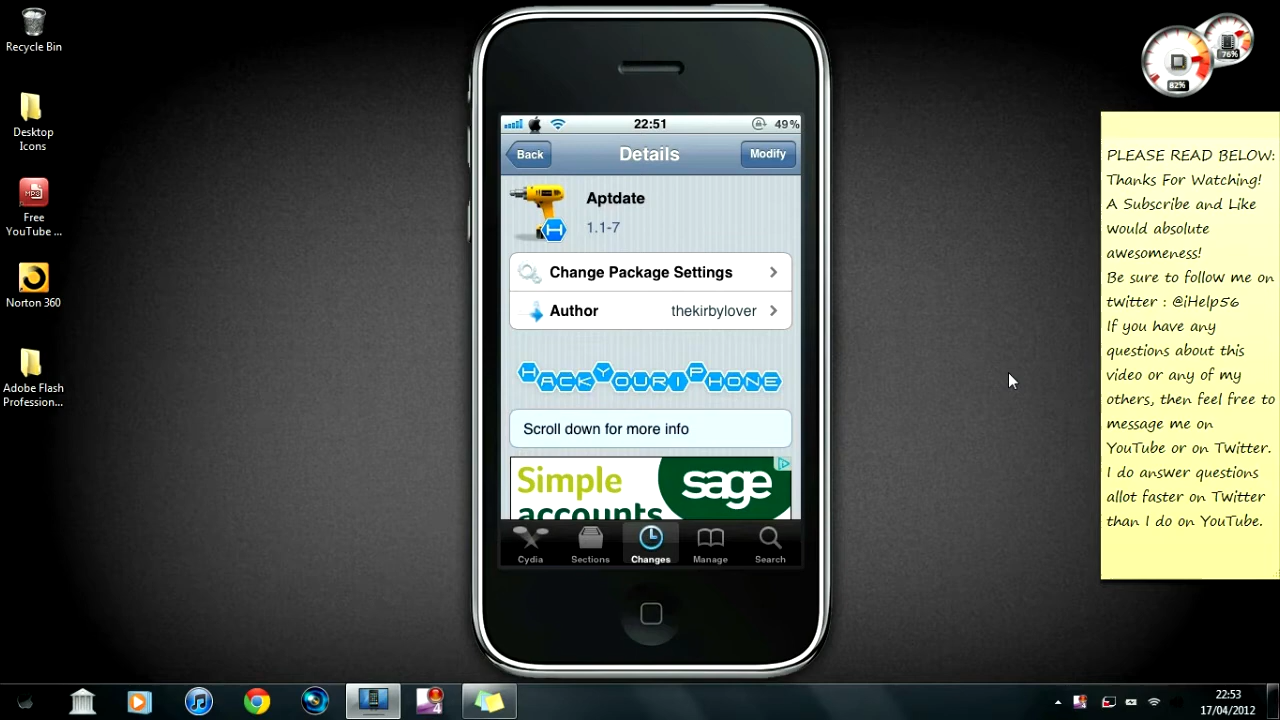 Recycle Bin
Desktop
Icons
Free
YouTube ...
Norton 360
Adobe Flash
Profession...
22:51
49%
Back
Details
Modify
Aptdate
1.1-7
Change Package Settings
Author
thekirbylover
HACKYOURIPHONE
Scroll down for more info
Simple
accounts
sage
Cydia
Sections
Changes
Manage
Search
76%
82%
PLEASE READ BELOW:
Thanks For Watching!
A Subscribe and Like
would absolute
awesomeness!
Be sure to follow me on
twitter : @iHelp56
If you have any
questions about this
video or any of my
others, then feel free to
message me on
YouTube or on Twitter.
I do answer questions
allot faster on Twitter
than I do on YouTube.
4
22:53
17/04/2012